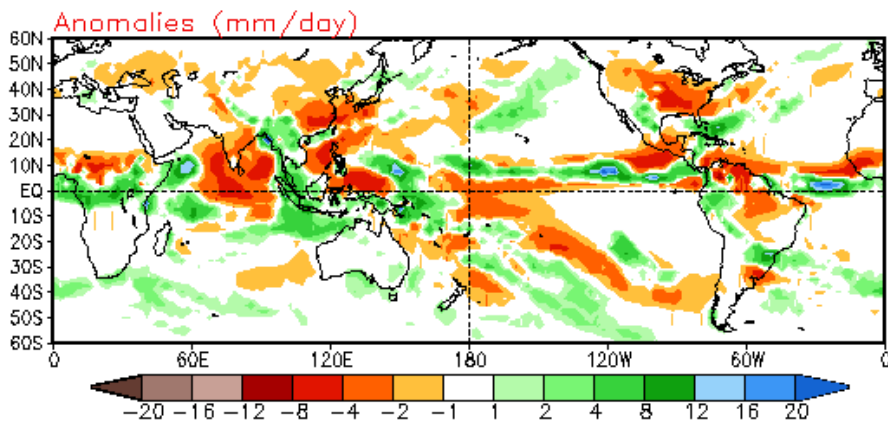 Anomalies (mm/day)
60N
50N
40N
30N
20N
10N
EQ
10S
20S
30S
40S
50S
60S
0 60E 120E 180 120W 60W 0
-20 -16 -12 -8 -4 -2 -1 1 2 4 8 12 16 20